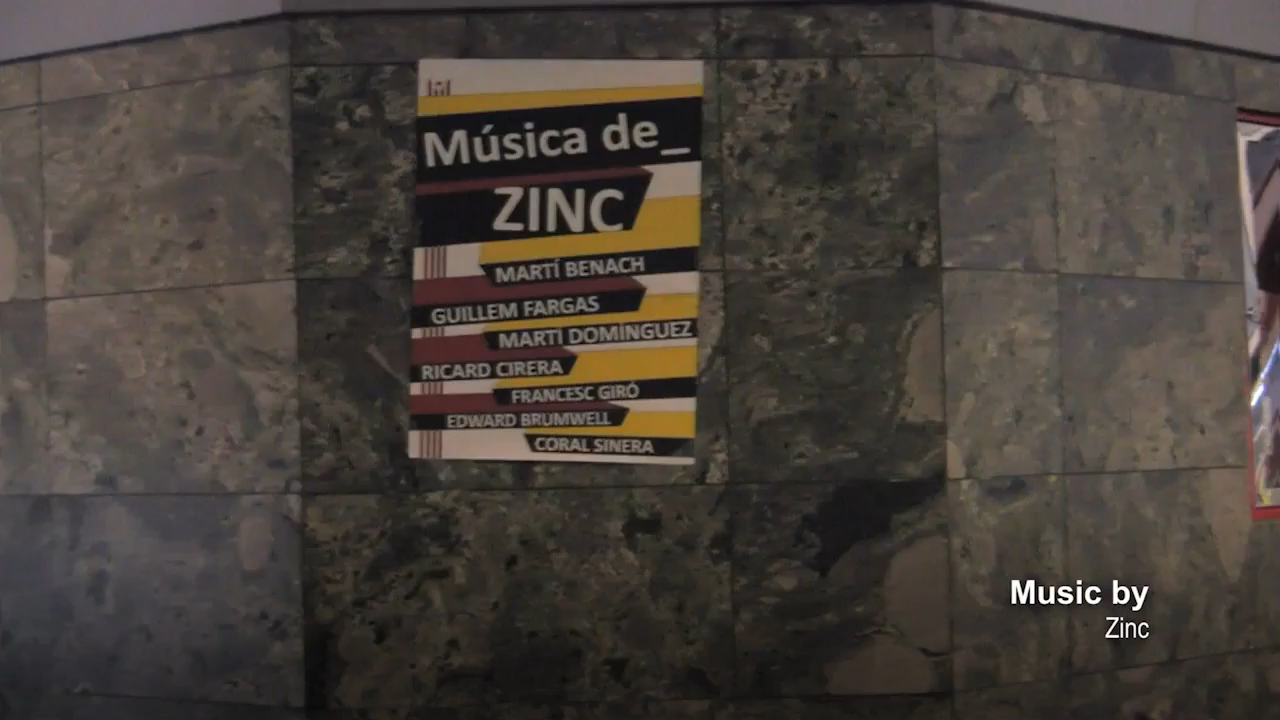 Música de_
ZINC
MARTÍ BENACH
GUILLEM FARGAS
MARTÍ DOMÍNGUEZ
RICARD CIRERA
FRANCESC GIRÓ
EDWARD BRUMWELL
CORAL SINERA
Music by
Zinc